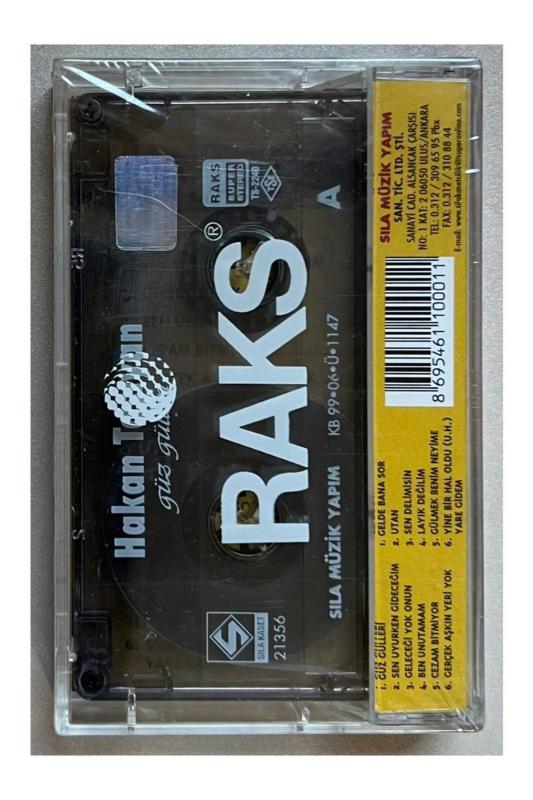 Hakan
güz
RAKS®
RAKS
SUPER
STEREO
TSE
A
SILA MÜZİK YAPIM
KB 99•06•Ü•1147
SILA KASET
21356
1. GÜZ GÜLLERİ
2. SEN UYURKEN GİDECEĞİM
3. GELECEĞİ YOK ONUN
4. BEN UNUTAMAM
5. CEZAM BİTMİYOR
6. GERÇEK AŞKIN YERİ YOK
1. GELDE BANA SOR
2. UTAN
3. SEN DELİMİSİN
4. LAYIK DEĞİLİM
5. GÜLMEK BENİM NEYİME
6. YİNE BİR HAL OLDU (U.H.)
YARE GİDEM
8 695461 100011
SILA MÜZİK YAPIM
SAN. TİC. LTD. ŞTİ.
SANAYİ CAD. ALSANCAK ÇARŞISI
NO: 1 KAT: 2 06050 ULUS/ANKARA
TEL: 0.312 / 309 65 95 Pbx
FAX: 0.312 / 310 88 44